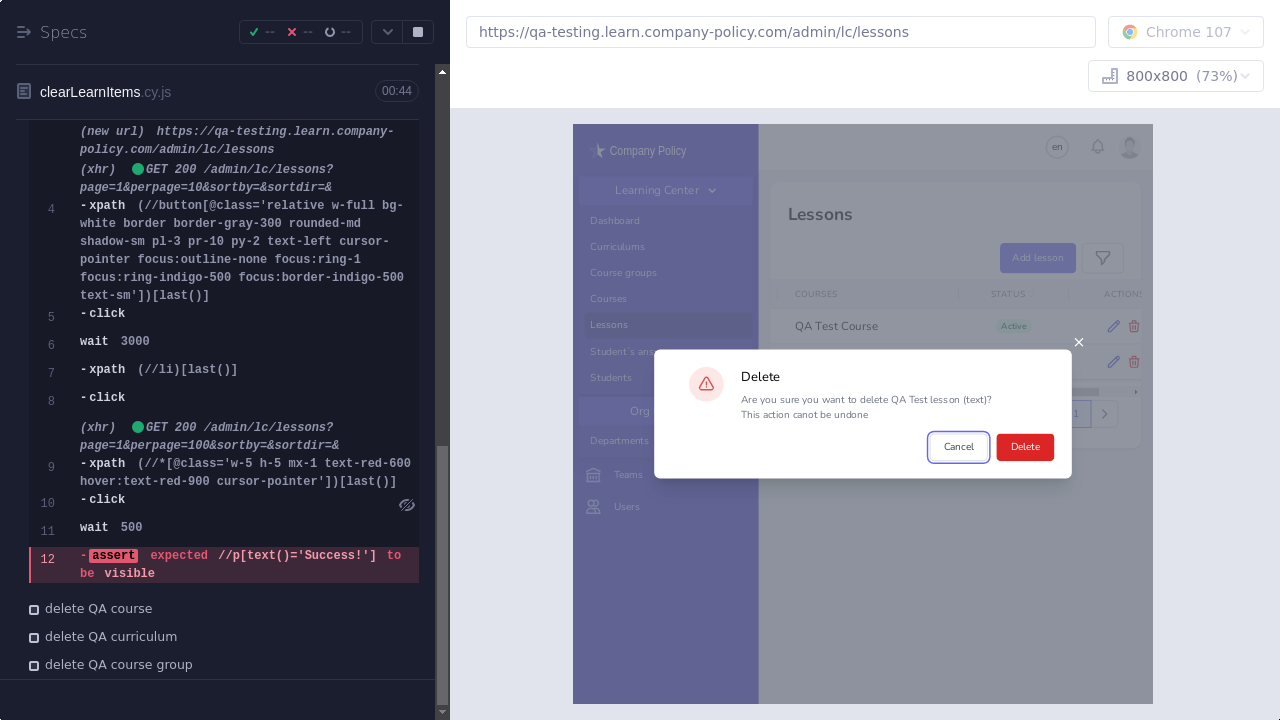 Specs
--
--
--
clearLearnItems.cy.js
00:44
(new url) https://qa-testing.learn.company-
policy.com/admin/lc/lessons
(xhr) GET 200 /admin/lc/lessons?
page=1&perpage=10&sortby=&sortdir=&
4 -xpath (//button[@class='relative w-full bg-
white border border-gray-300 rounded-md
shadow-sm pl-3 pr-10 py-2 text-left cursor-
pointer focus:outline-none focus:ring-1
focus:ring-indigo-500 focus:border-indigo-500
text-sm'])[last()]
5 -click
6 wait 3000
7 -xpath (//li)[last()]
8 -click
(xhr) GET 200 /admin/lc/lessons?
page=1&perpage=100&sortby=&sortdir=&
9 -xpath (//*[@class='w-5 h-5 mx-1 text-red-600
hover:text-red-900 cursor-pointer'])[last()]
10 -click
11 wait 500
12 -assert expected //p[text()='Success!'] to
be visible
delete QA course
delete QA curriculum
delete QA course group
https://qa-testing.learn.company-policy.com/admin/lc/lessons
Chrome 107
800x800 (73%)
Company Policy
en
Learning Center
Dashboard
Curriculums
Course groups
Courses
Lessons
Student's ans
Students
Org
Departments
Teams
Users
Lessons
Add lesson
COURSES STATUS ACTIONS
QA Test Course Active
1
Delete
Are you sure you want to delete QA Test lesson (text)?
This action canot be undone
Cancel Delete